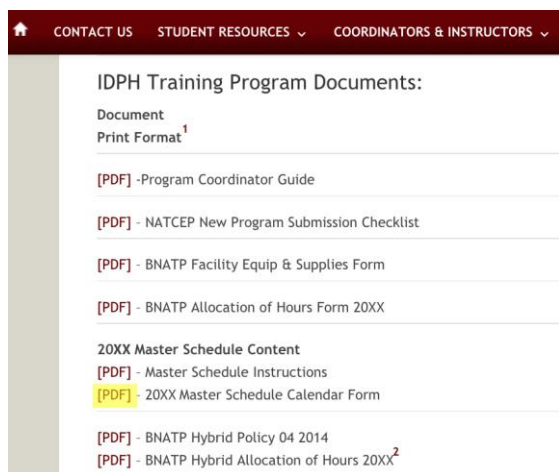 CONTACT US STUDENT RESOURCES COORDINATORS & INSTRUCTORS
IDPH Training Program Documents:
Document
Print Format1
[PDF] -Program Coordinator Guide
[PDF] - NATCEP New Program Submission Checklist
[PDF] - BNATP Facility Equip & Supplies Form
[PDF] - BNATP Allocation of Hours Form 20XX
20XX Master Schedule Content
[PDF] - Master Schedule Instructions
[PDF] - 20XX Master Schedule Calendar Form
[PDF] - BNATP Hybrid Policy 04 2014
[PDF] - BNATP Hybrid Allocation of Hours 20XX2